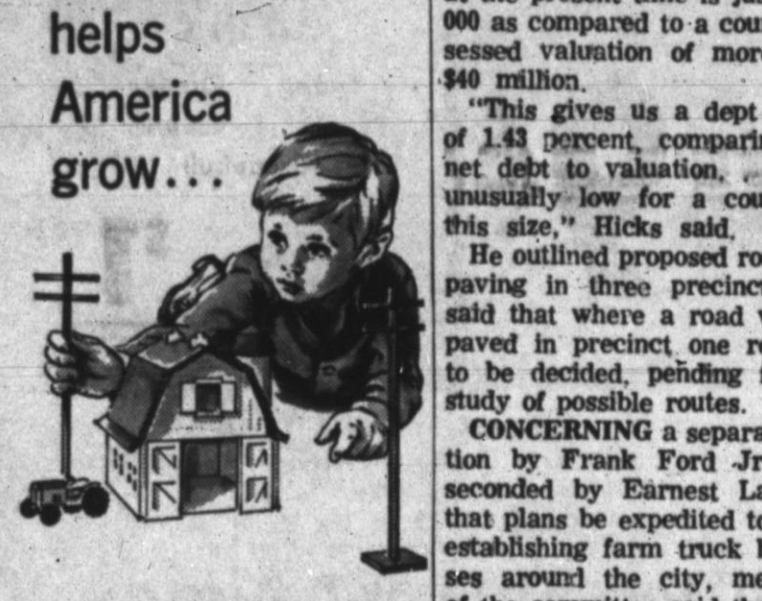 helps
America
grow...
000 as compared to a cou
sessed valuation of more
$40 million.
"This gives us a dept
of 1.43 percent, comparin
net debt to valuation,
unusually low for a cou
this size," Hicks said.
He outlined proposed ro
paving in three precinct
said that where a road
paved in precinct one re
to be decided, pending
study of possible routes.
CONCERNING a separa
tion by Frank Ford Jr
seconded by Earnest La
that plans be expedited to
establishing farm truck
ses around the city, me